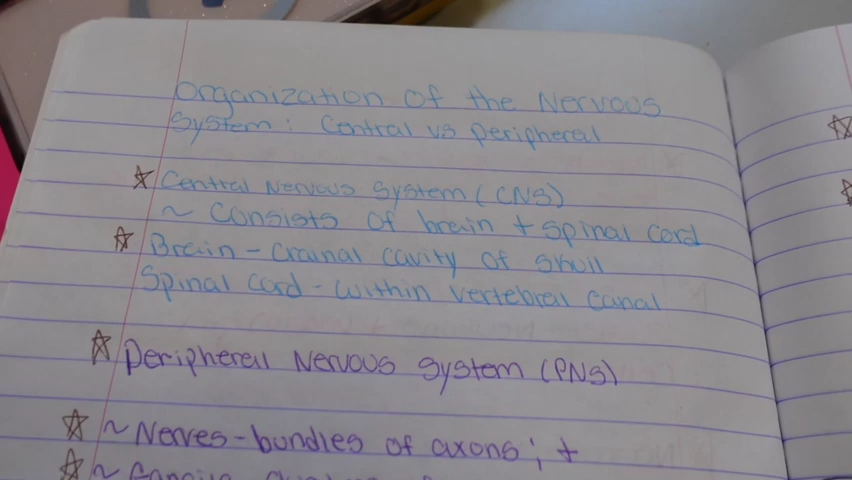 Organization of the Nervous
System: Central vs peripheral
Central Nervous System (CNS)
~ Consists of brain + spinal cord
Brain - Crainal cavity of skull
Spinal Cord - within vertebral canal
Peripheral Nervous System (PNS)
~ Nerves - bundles of axons; +
~